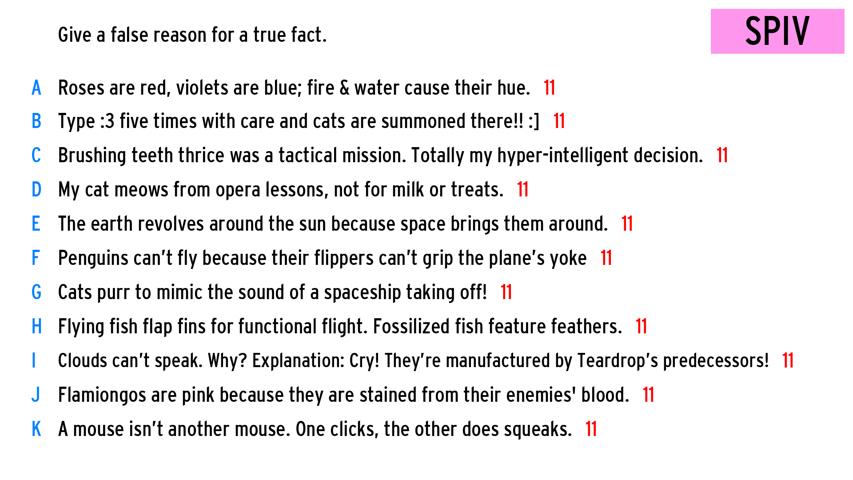 Give a false reason for a true fact.
SPIV
A Roses are red, violets are blue; fire & water cause their hue. 11
B Type :3 five times with care and cats are summoned there!! :] 11
C Brushing teeth thrice was a tactical mission. Totally my hyper-intelligent decision. 11
D My cat meows from opera lessons, not for milk or treats. 11
E The earth revolves around the sun because space brings them around. 11
F Penguins can't fly because their flippers can't grip the plane's yoke 11
G Cats purr to mimic the sound of a spaceship taking off! 11
H Flying fish flap fins for functional flight. Fossilized fish feature feathers. 11
I Clouds can't speak. Why? Explanation: Cry! They're manufactured by Teardrop's predecessors! 11
J Flamiongos are pink because they are stained from their enemies' blood. 11
K A mouse isn't another mouse. One clicks, the other does squeaks. 11